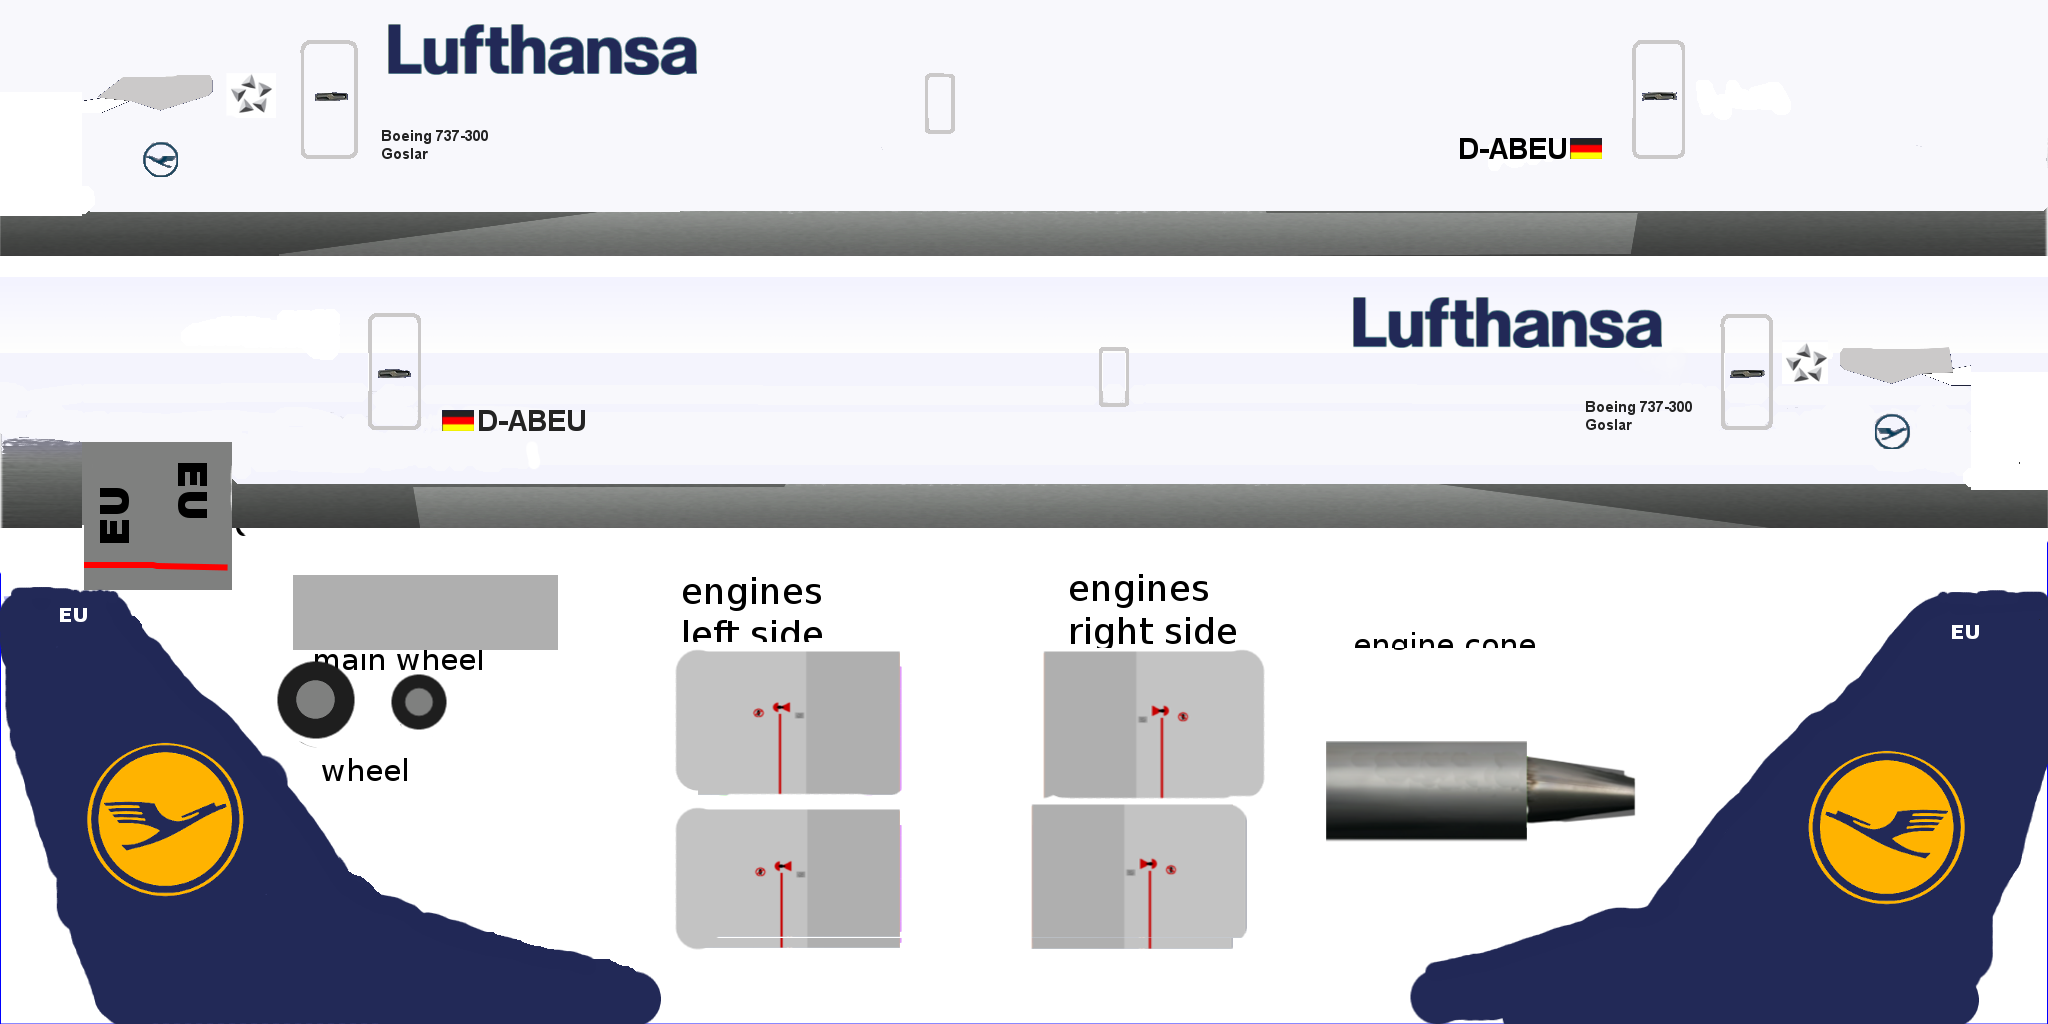 Lufthansa
Boeing 737-300
Goslar
D-ABEU
Lufthansa
Boeing 737-300
Goslar
D-ABEU
EU
EU
EU
main wheel
wheel
engines
left side
engines
right side
engine cone
EU